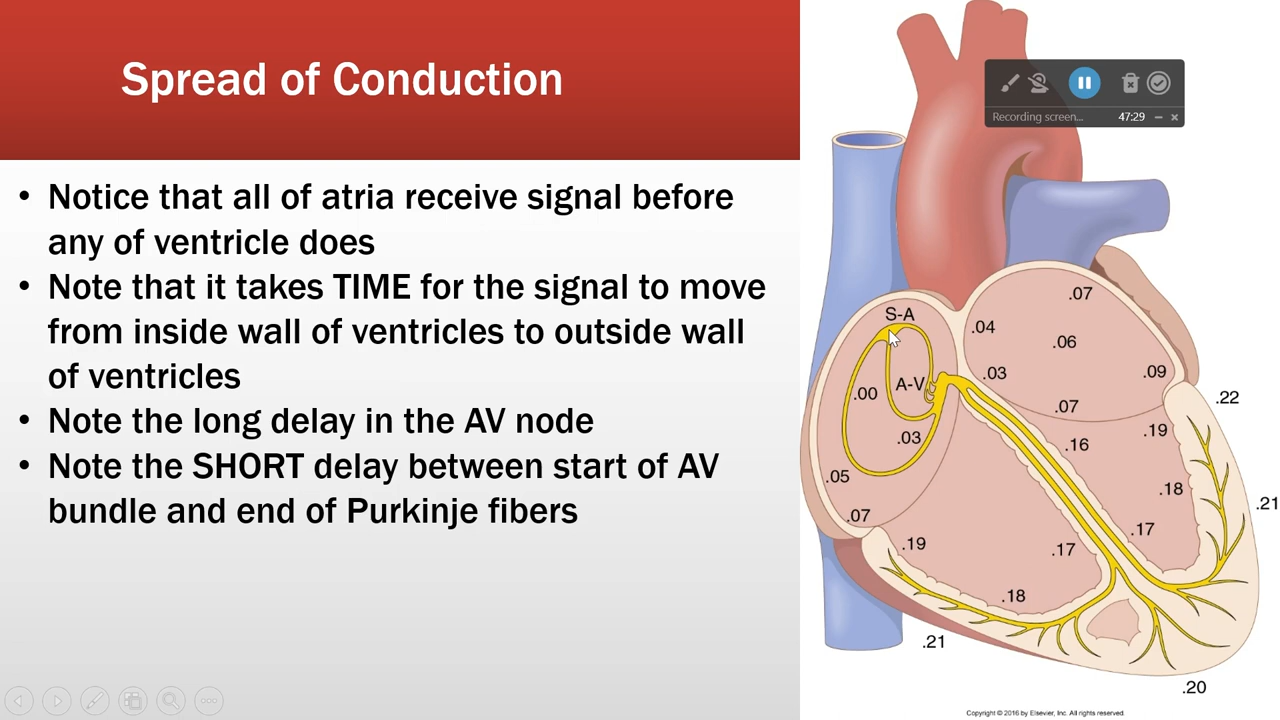 Spread of Conduction
• Notice that all of atria receive signal before
any of ventricle does
• Note that it takes TIME for the signal to move
from inside wall of ventricles to outside wall
of ventricles
• Note the long delay in the AV node
• Note the SHORT delay between start of AV
bundle and end of Purkinje fibers
Recording screen... 47:29
S-A
A-V
.00
.03
.05
.07
.04
.03
.07
.06
.09
.07
.16
.19
.22
.18
.21
.17
.19
.17
.18
.21
.20
Copyright © 2016 by Elsevier, Inc. All rights reserved.